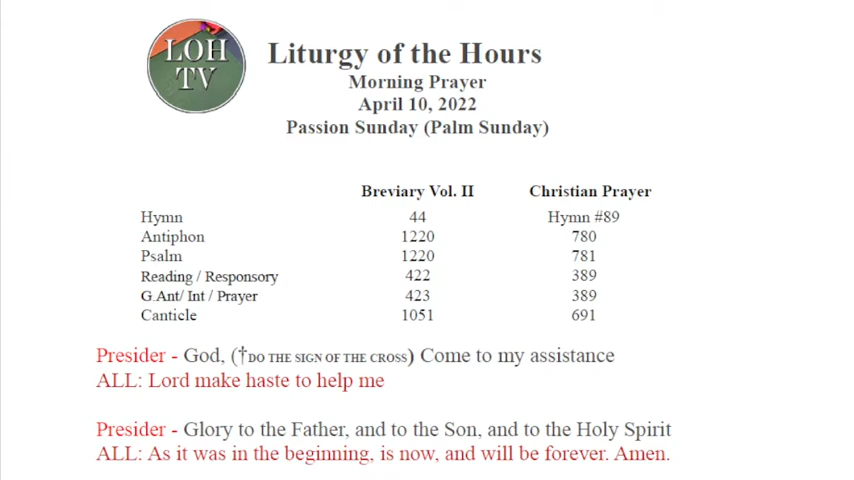 LOH
TV
Liturgy of the Hours
Morning Prayer
April 10, 2022
Passion Sunday (Palm Sunday)
Breviary Vol. II Christian Prayer
Hymn 44 Hymn #89
Antiphon 1220 780
Psalm 1220 781
Reading / Responsory 422 389
G.Ant/ Int / Prayer 423 389
Canticle 1051 691
Presider - God, (†DO THE SIGN OF THE CROSS) Come to my assistance
ALL: Lord make haste to help me
Presider - Glory to the Father, and to the Son, and to the Holy Spirit
ALL: As it was in the beginning, is now, and will be forever. Amen.